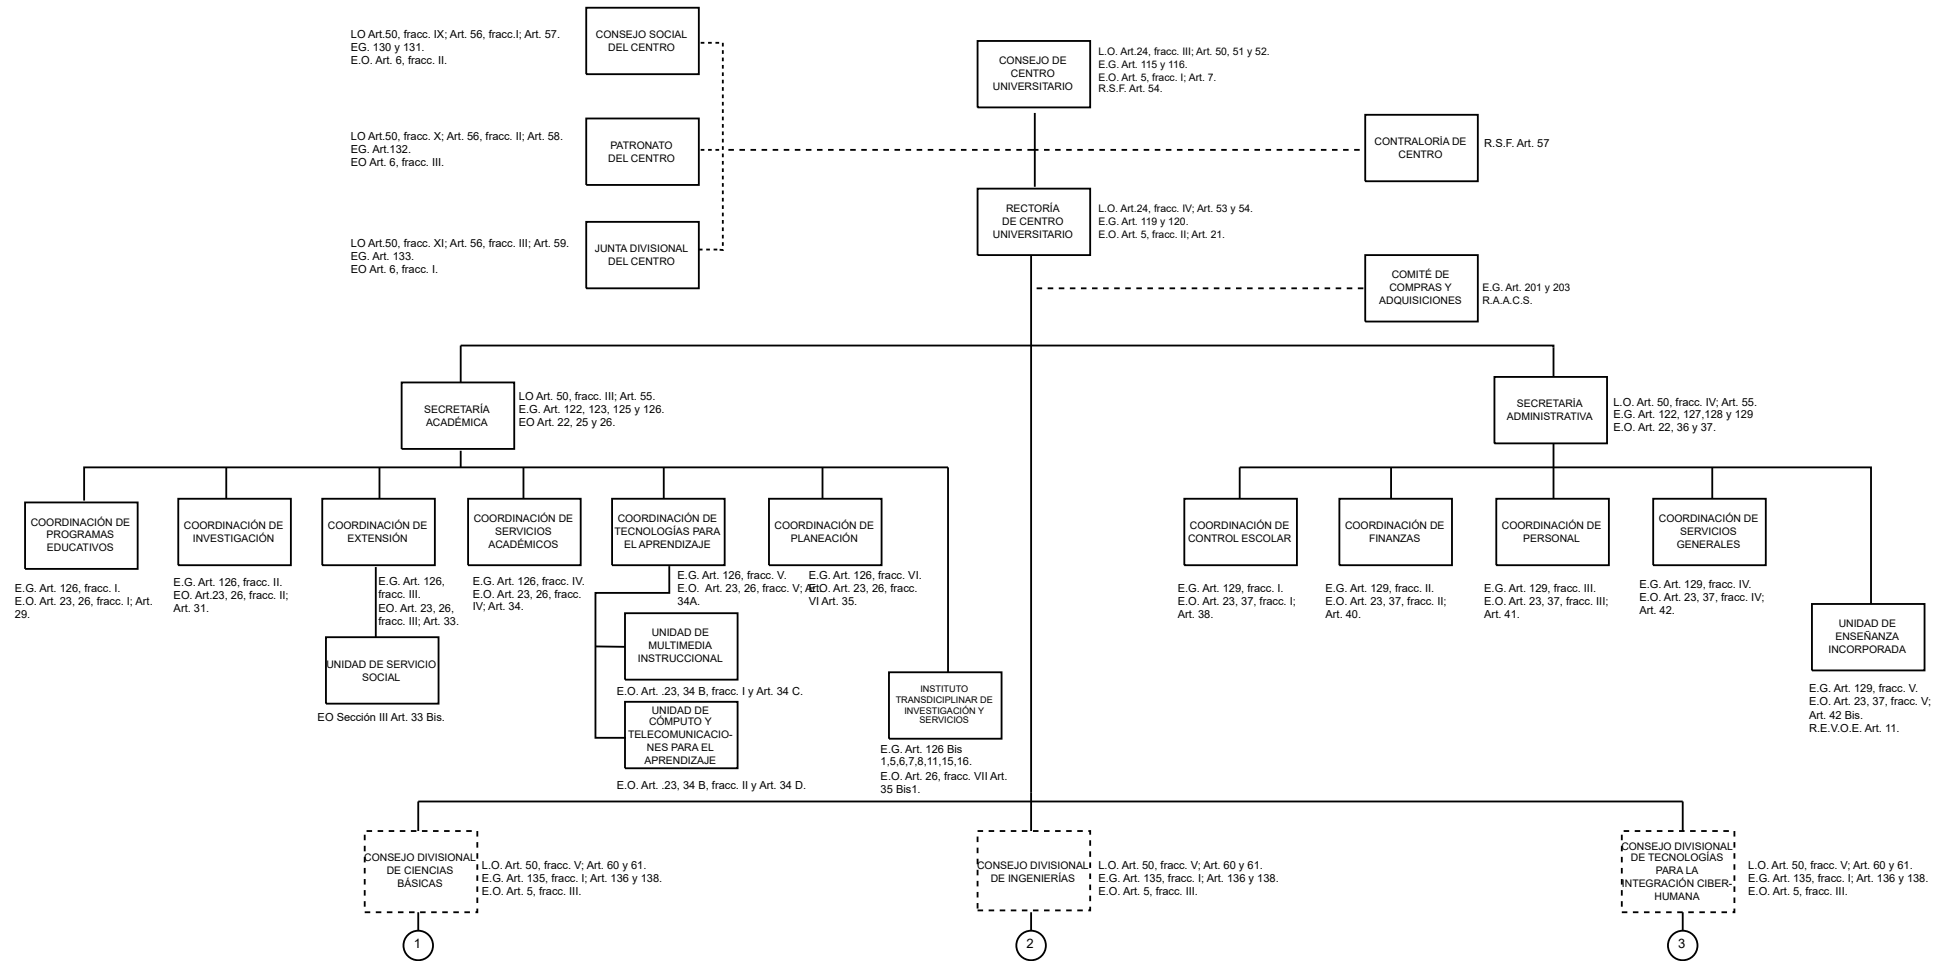 LO Art.50, fracc. IX; Art. 56, fracc.I; Art. 57.
EG. 130 y 131.
E.O. Art. 6, fracc. II.
CONSEJO SOCIAL
DEL CENTRO
CONSEJO DE
CENTRO
UNIVERSITARIO
L.O. Art.24, fracc. III; Art. 50, 51 y 52.
E.G. Art. 115 y 116.
E.O. Art. 5, fracc. I; Art. 7.
R.S.F. Art. 54.
LO Art.50, fracc. X; Art. 56, fracc. II; Art. 58.
EG. Art.132.
EO Art. 6, fracc. III.
PATRONATO
DEL CENTRO
CONTRALORÍA DE
CENTRO
R.S.F. Art. 57
RECTORÍA
DE CENTRO
UNIVERSITARIO
L.O. Art.24, fracc. IV; Art. 53 y 54.
E.G. Art. 119 y 120.
E.O. Art. 5, fracc. II; Art. 21.
LO Art.50, fracc. XI; Art. 56, fracc. III; Art. 59.
EG. Art. 133.
EO Art. 6, fracc. I.
JUNTA DIVISIONAL
DEL CENTRO
COMITÉ DE
COMPRAS Y
ADQUISICIONES
E.G. Art. 201 y 203
R.A.A.C.S.
SECRETARÍA
ACADÉMICA
LO Art. 50, fracc. III; Art. 55.
E.G. Art. 122, 123, 125 y 126.
EO Art. 22, 25 y 26.
SECRETARÍA
ADMINISTRATIVA
L.O. Art. 50, fracc. IV; Art. 55.
E.G. Art. 122, 127,128 y 129
E.O. Art. 22, 36 y 37.
COORDINACIÓN DE
PROGRAMAS
EDUCATIVOS
E.G. Art. 126, fracc. I.
E.O. Art. 23, 26, fracc. I; Art.
29.
COORDINACIÓN DE
INVESTIGACIÓN
E.G. Art. 126, fracc. II.
EO. Art.23, 26, fracc. II;
Art. 31.
COORDINACIÓN DE
EXTENSIÓN
E.G. Art. 126,
fracc. III.
EO. Art. 23, 26,
fracc. III; Art. 33.
UNIDAD DE SERVICIO
SOCIAL
EO Sección III Art. 33 Bis.
COORDINACIÓN DE
SERVICIOS
ACADÉMICOS
E.G. Art. 126, fracc. IV.
E.O. Art. 23, 26, fracc.
IV; Art. 34.
COORDINACIÓN DE
TECNOLOGÍAS PARA
EL APRENDIZAJE
E.G. Art. 126, fracc. V.
E.O. Art. 23, 26, fracc. V; Art.
34A.
UNIDAD DE
MULTIMEDIA
INSTRUCCIONAL
E.O. Art. .23, 34 B, fracc. I y Art. 34 C.
UNIDAD DE
CÓMPUTO Y
TELECOMUNICACIO-
NES PARA EL
APRENDIZAJE
E.O. Art. .23, 34 B, fracc. II y Art. 34 D.
COORDINACIÓN DE
PLANEACIÓN
E.G. Art. 126, fracc. VI.
E.O. Art. 23, 26, fracc.
VI Art. 35.
INSTITUTO
TRANSDICIPLINAR DE
INVESTIGACIÓN Y
SERVICIOS
E.G. Art. 126 Bis
1,5,6,7,8,11,15,16.
E.O. Art. 26, fracc. VII Art.
35 Bis1.
COORDINACIÓN DE
CONTROL ESCOLAR
E.G. Art. 129, fracc. I.
E.O. Art. 23, 37, fracc. I;
Art. 38.
COORDINACIÓN DE
FINANZAS
E.G. Art. 129, fracc. II.
E.O. Art. 23, 37, fracc. II;
Art. 40.
COORDINACIÓN DE
PERSONAL
E.G. Art. 129, fracc. III.
E.O. Art. 23, 37, fracc. III;
Art. 41.
COORDINACIÓN DE
SERVICIOS
GENERALES
E.G. Art. 129, fracc. IV.
E.O. Art. 23, 37, fracc. IV;
Art. 42.
UNIDAD DE
ENSEÑANZA
INCORPORADA
E.G. Art. 129, fracc. V.
E.O. Art. 23, 37, fracc. V;
Art. 42 Bis.
R.E.V.O.E. Art. 11.
CONSEJO DIVISIONAL
DE CIENCIAS
BÁSICAS
L.O. Art. 50, fracc. V; Art. 60 y 61.
E.G. Art. 135, fracc. I; Art. 136 y 138.
E.O. Art. 5, fracc. III.
1
CONSEJO DIVISIONAL
DE INGENIERÍAS
L.O. Art. 50, fracc. V; Art. 60 y 61.
E.G. Art. 135, fracc. I; Art. 136 y 138.
E.O. Art. 5, fracc. III.
2
CONSEJO DIVISIONAL
DE TECNOLOGÍAS
PARA LA
INTEGRACIÓN CIBER-
HUMANA
L.O. Art. 50, fracc. V; Art. 60 y 61.
E.G. Art. 135, fracc. I; Art. 136 y 138.
E.O. Art. 5, fracc. III.
3